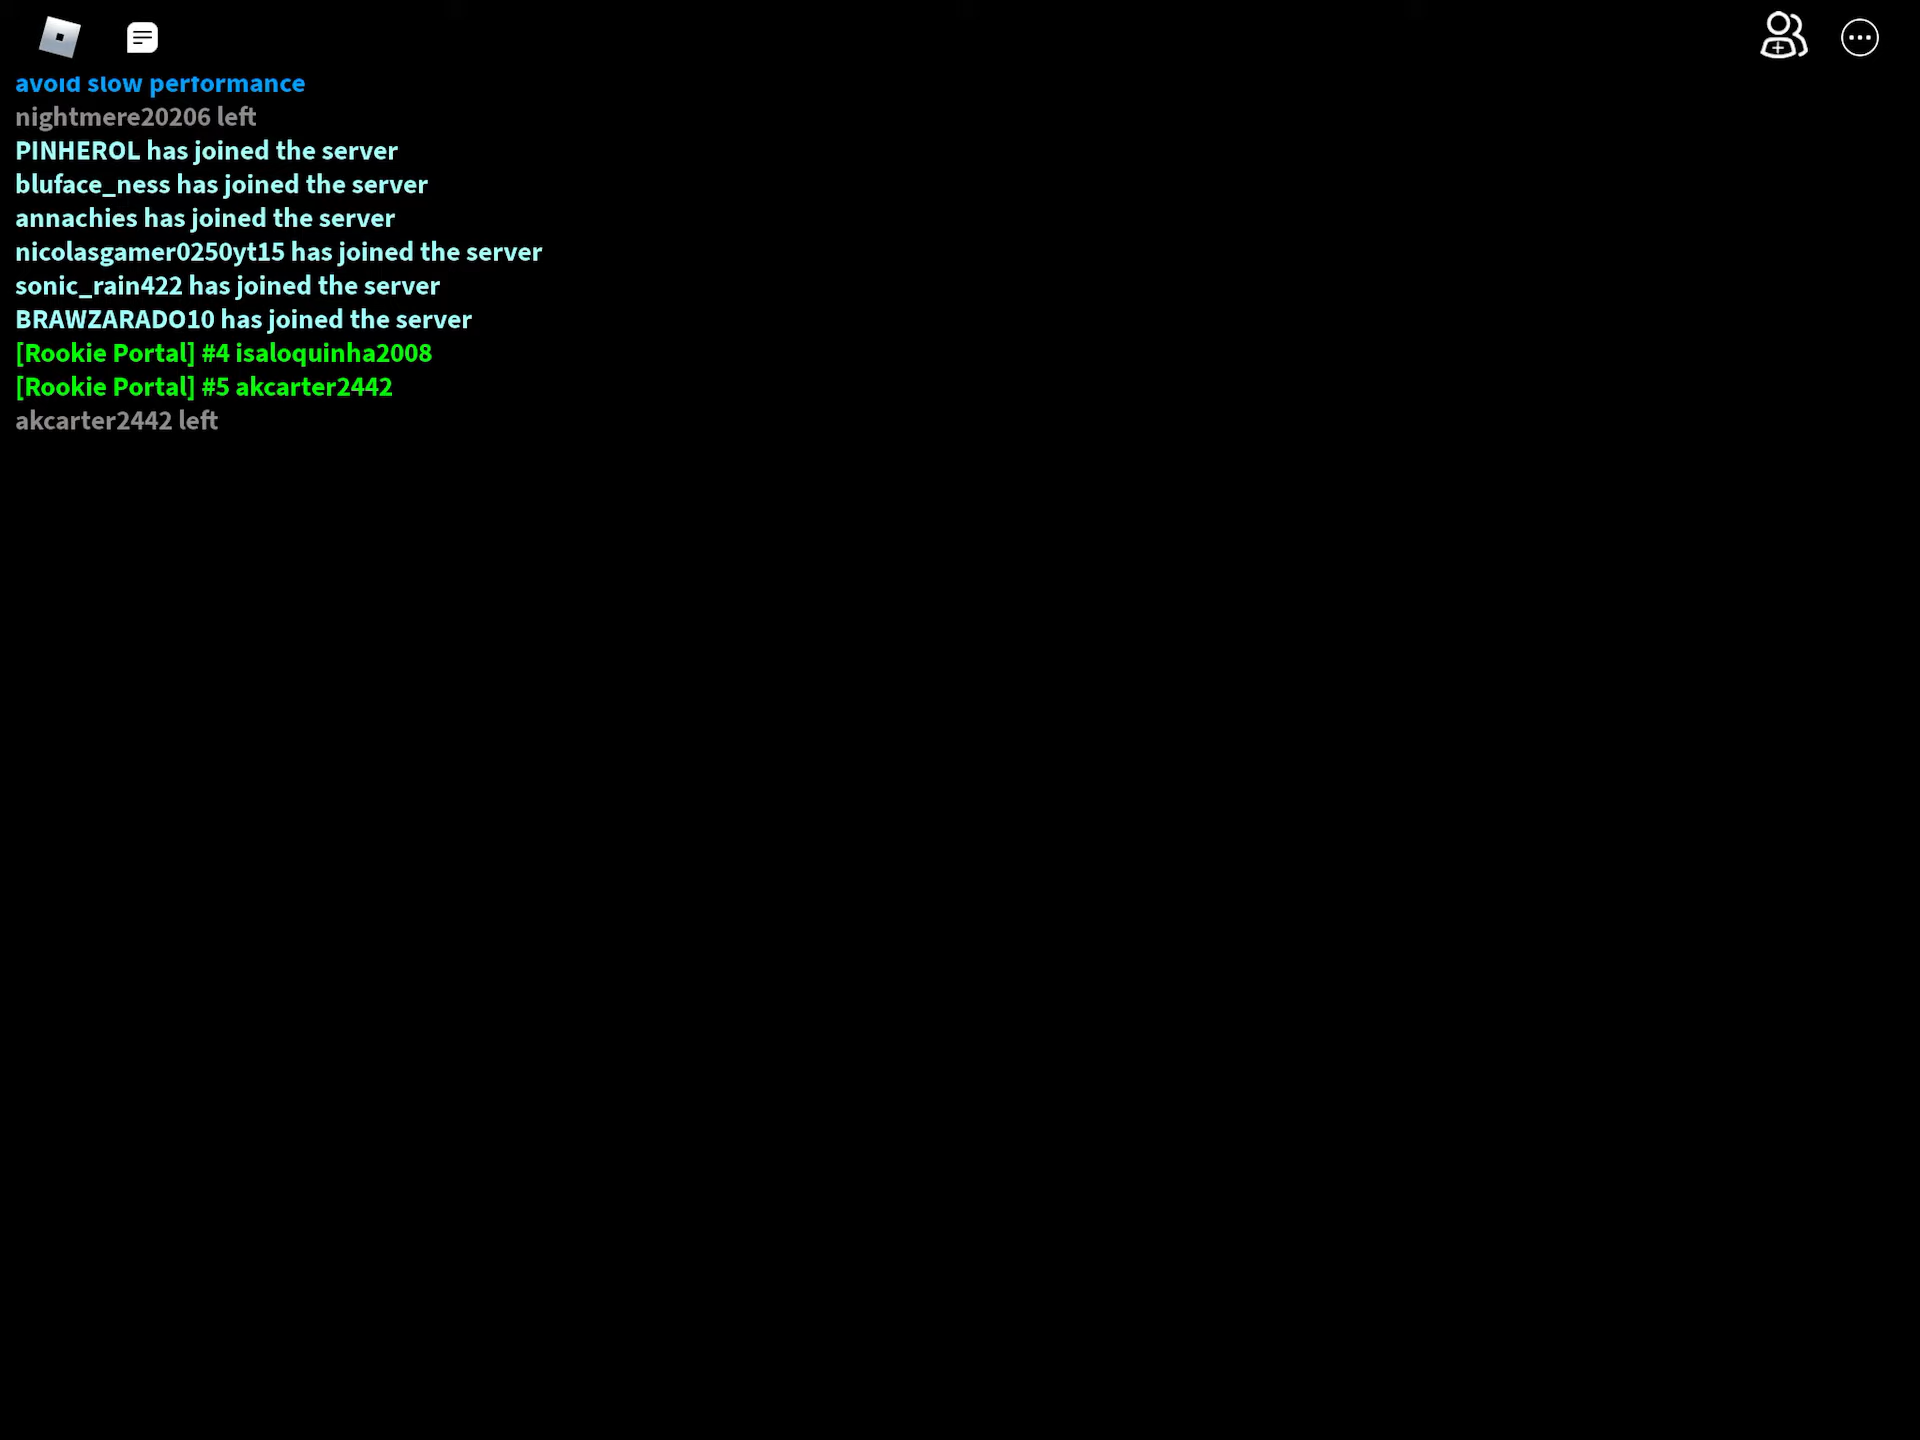 avoid slow performance
nightmere20206 left
PINHEROL has joined the server
bluface_ness has joined the server
annachies has joined the server
nicolasgamer0250yt15 has joined the server
sonic_rain422 has joined the server
BRAWZARADO10 has joined the server
[Rookie Portal] #4 isaloquinha2008
[Rookie Portal] #5 akcarter2442
akcarter2442 left